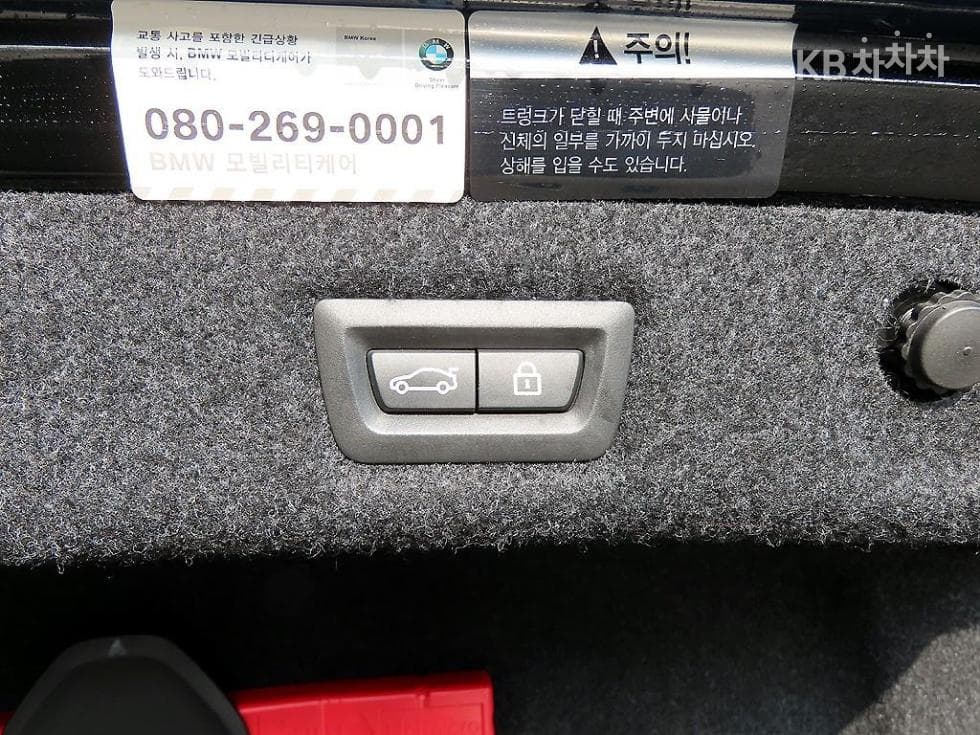 교통 사고를 포함한 긴급상황
발생 시, BMW 모빌리티케어가
도와드립니다.
BMW Korea
Sheer
Driving Pleasure
080-269-0001
BMW 모빌리티케어
주의!
트렁크가 닫힐 때 주변에 사물이나
신체의 일부를 가까이 두지 마십시오.
상해를 입을 수도 있습니다.
KB차차차